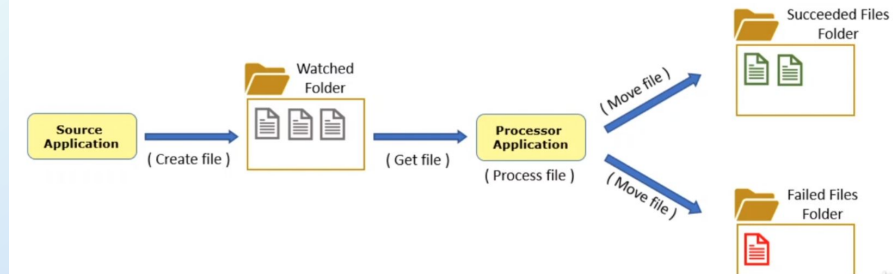 Succeeded Files
Folder
Watched
Folder
Source
Application
( Create file )
( Get file )
Processor
Application
( Process file )
( Move file )
( Move file )
Failed Files
Folder